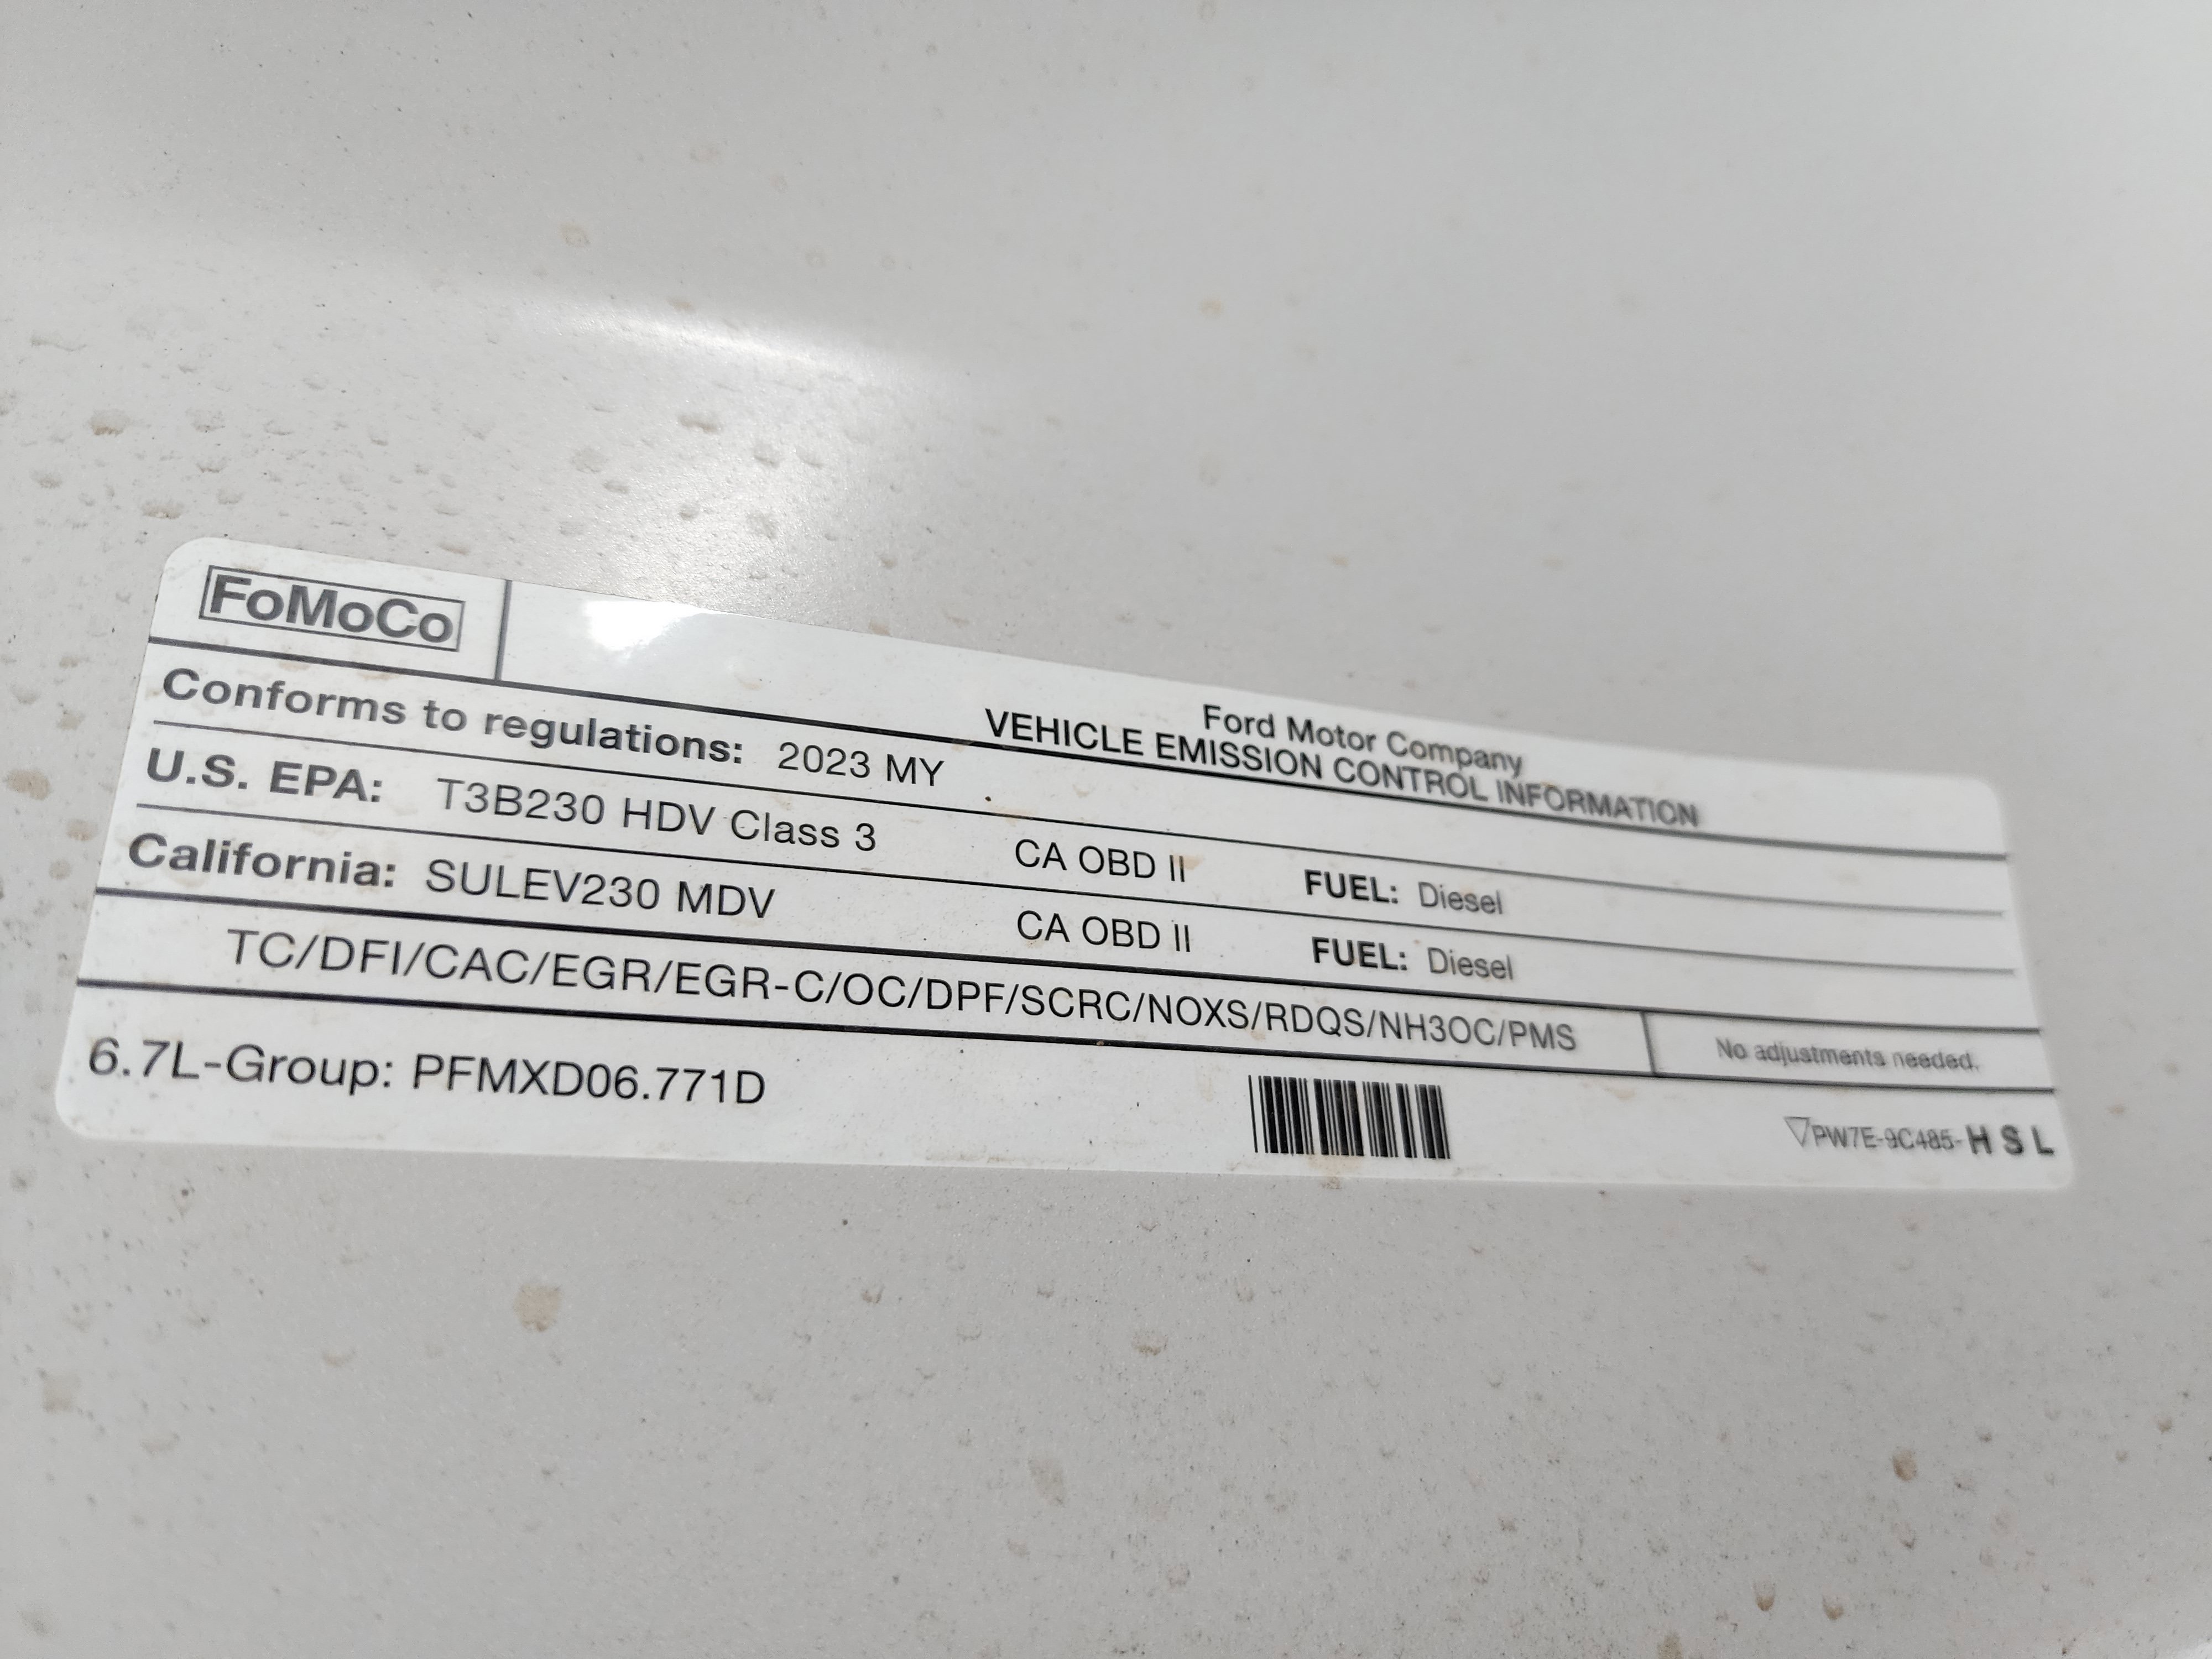 FoMoCo
Ford Motor Company
VEHICLE EMISSION CONTROL INFORMATION
Conforms to regulations: 2023 MY
U.S. EPA: T3B230 HDV Class 3 CA OBD II FUEL: Diesel
California: SULEV230 MDV CA OBD II FUEL: Diesel
TC/DFI/CAC/EGR/EGR-C/OC/DPF/SCRC/NOXS/RDQS/NH3OC/PMS No adjustments needed.
6.7L-Group: PFMXD06.771D ▽PW7E-9C485-H S L